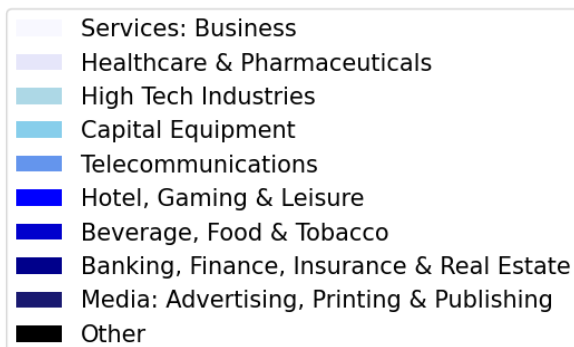 Services: Business
Healthcare & Pharmaceuticals
High Tech Industries
Capital Equipment
Telecommunications
Hotel, Gaming & Leisure
Beverage, Food & Tobacco
Banking, Finance, Insurance & Real Estate
Media: Advertising, Printing & Publishing
Other